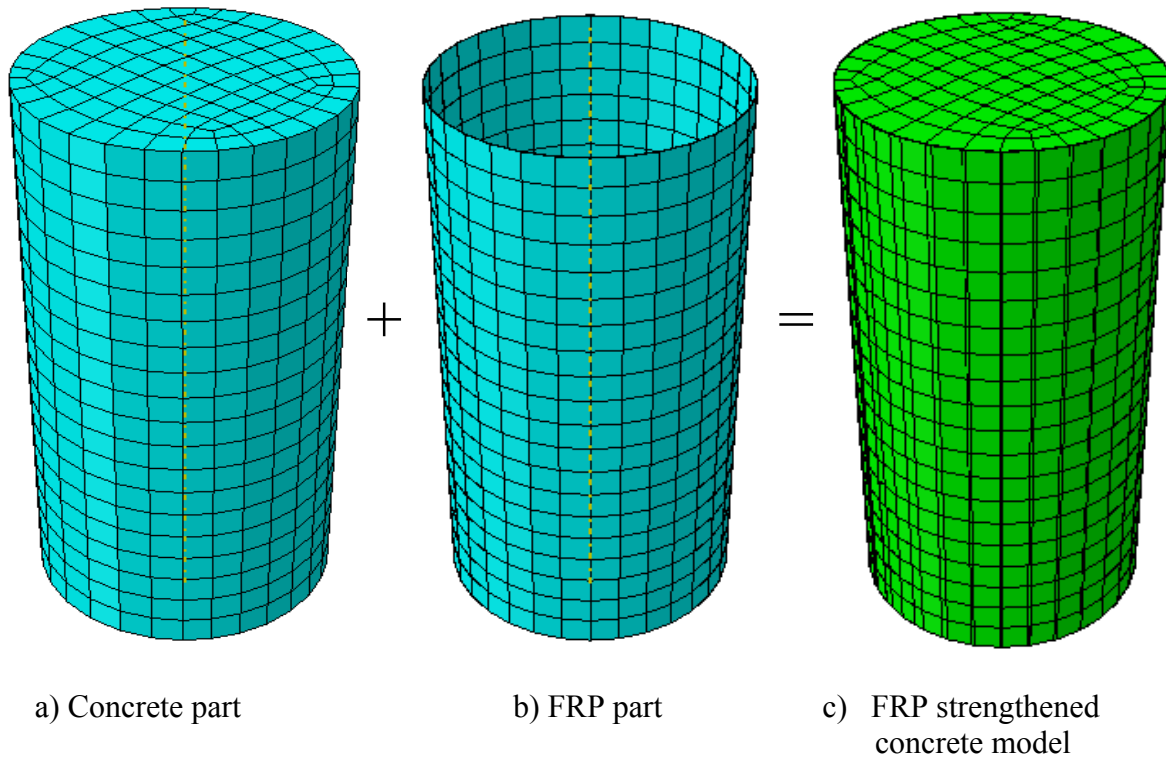 +
=
a) Concrete part
b) FRP part
c) FRP strengthened
concrete model